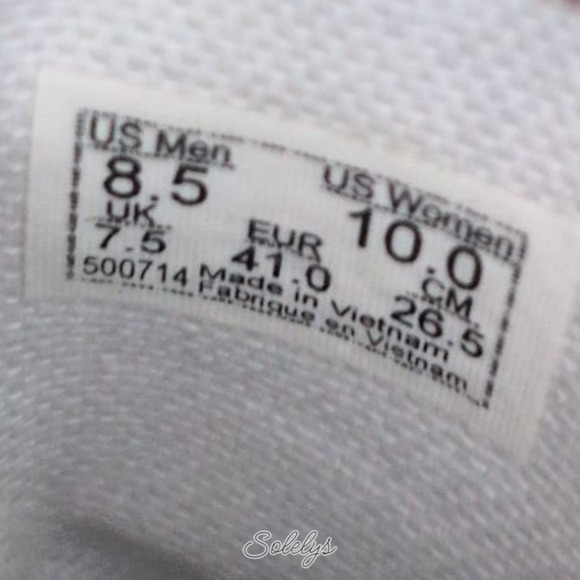 US Men US Women
8.5 10.0
UK EUR CM
7.5 41.0 26.5
500714 Made in Vietnam
Fabrique en Vietnam
Solelys